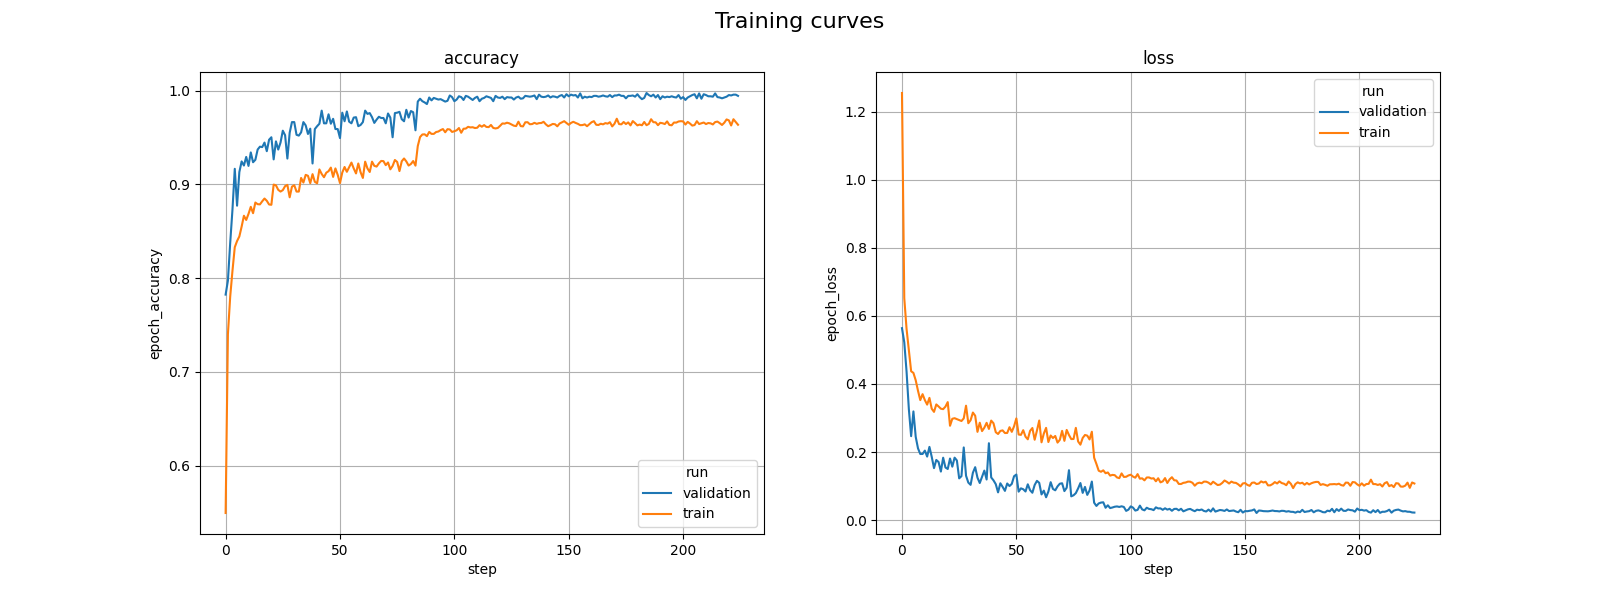 Training curves
accuracy
epoch_accuracy
1.0
0.9
0.8
0.7
0.6
0
50
100
150
200
step
run
validation
train
loss
epoch_loss
1.2
1.0
0.8
0.6
0.4
0.2
0.0
0
50
100
150
200
step
run
validation
train